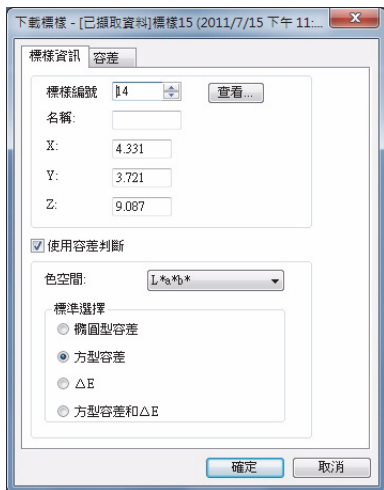 下載標樣 - [已擷取資料]標樣15 (2011/7/15 下午 11:...
標樣資訊 容差
標樣編號 14 查看...
名稱:
X: 4.331
Y: 3.721
Z: 9.087
使用容差判斷
色空間: L*a*b*
標準選擇
橢圓型容差
方型容差
△E
方型容差和△E
確定 取消